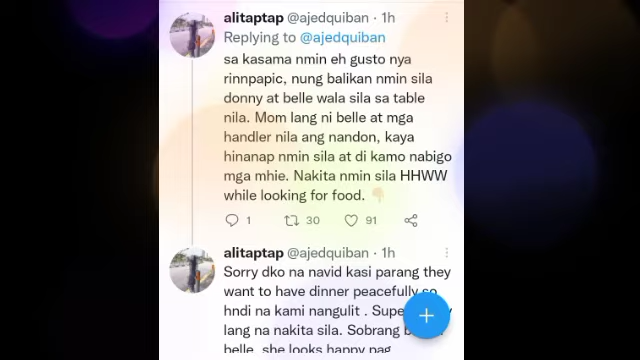 alitaptap @ajedquiban · 1h
Replying to @ajedquiban
sa kasama nmin eh gusto nya
rinnpapic, nung balikan nmin sila
donny at belle wala sila sa table
nila. Mom lang ni belle at mga
handler nila ang nandon, kaya
hinanap nmin sila at di kamo nabigo
mga mhie. Nakita nmin sila HHWW
while looking for food. 👇🏻
1 30 91
alitaptap @ajedquiban · 1h
Sorry dko na navid kasi parang they
want to have dinner peacefully so
hndi na kami nangulit .
lang na nakita sila. Sobrang
belle, she looks happy pag